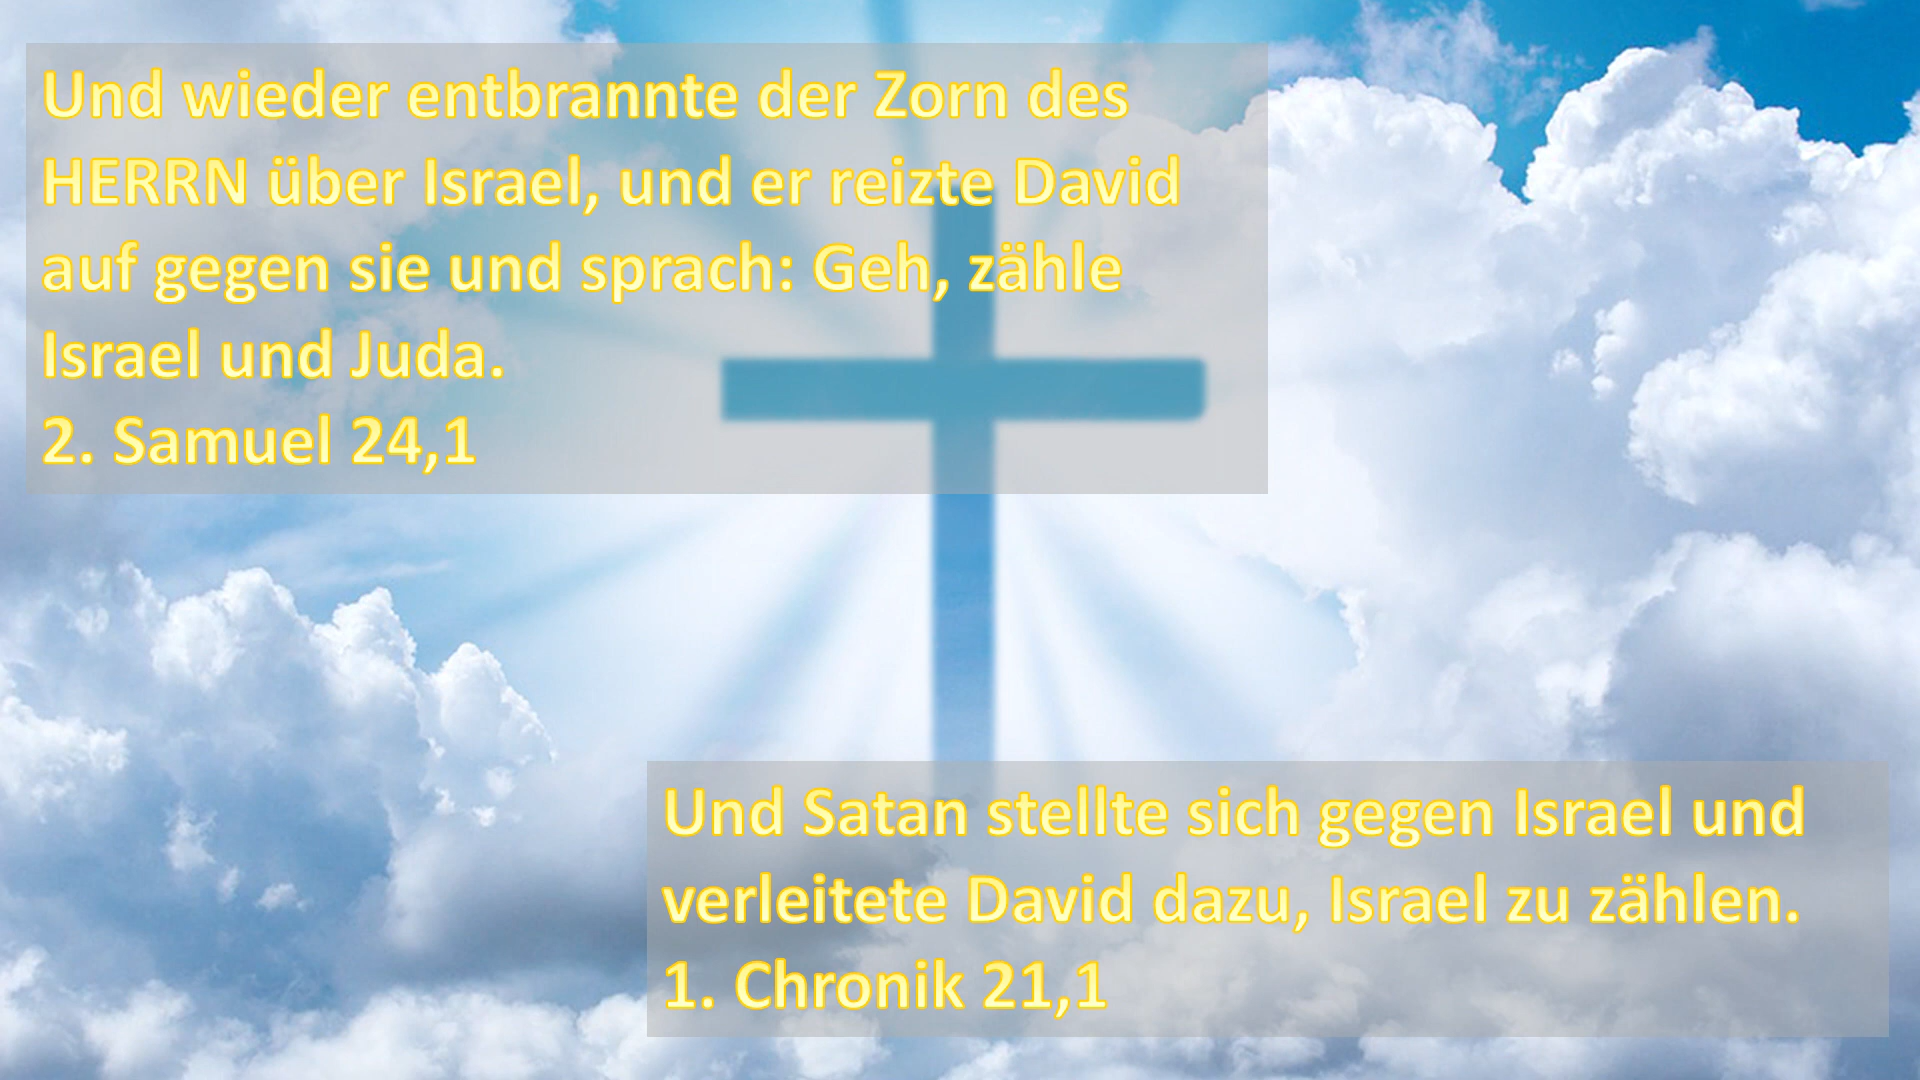 Und wieder entbrannte der Zorn des
HERRN über Israel, und er reizte David
auf gegen sie und sprach: Geh, zähle
Israel und Juda.
2. Samuel 24,1
Und Satan stellte sich gegen Israel und
verleitete David dazu, Israel zu zählen.
1. Chronik 21,1